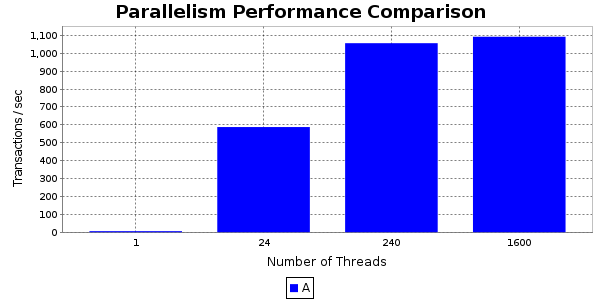 Parallelism Performance Comparison
Transactions / sec
1,100
1,000
900
800
700
600
500
400
300
200
100
0
1 24 240 1600
Number of Threads
A